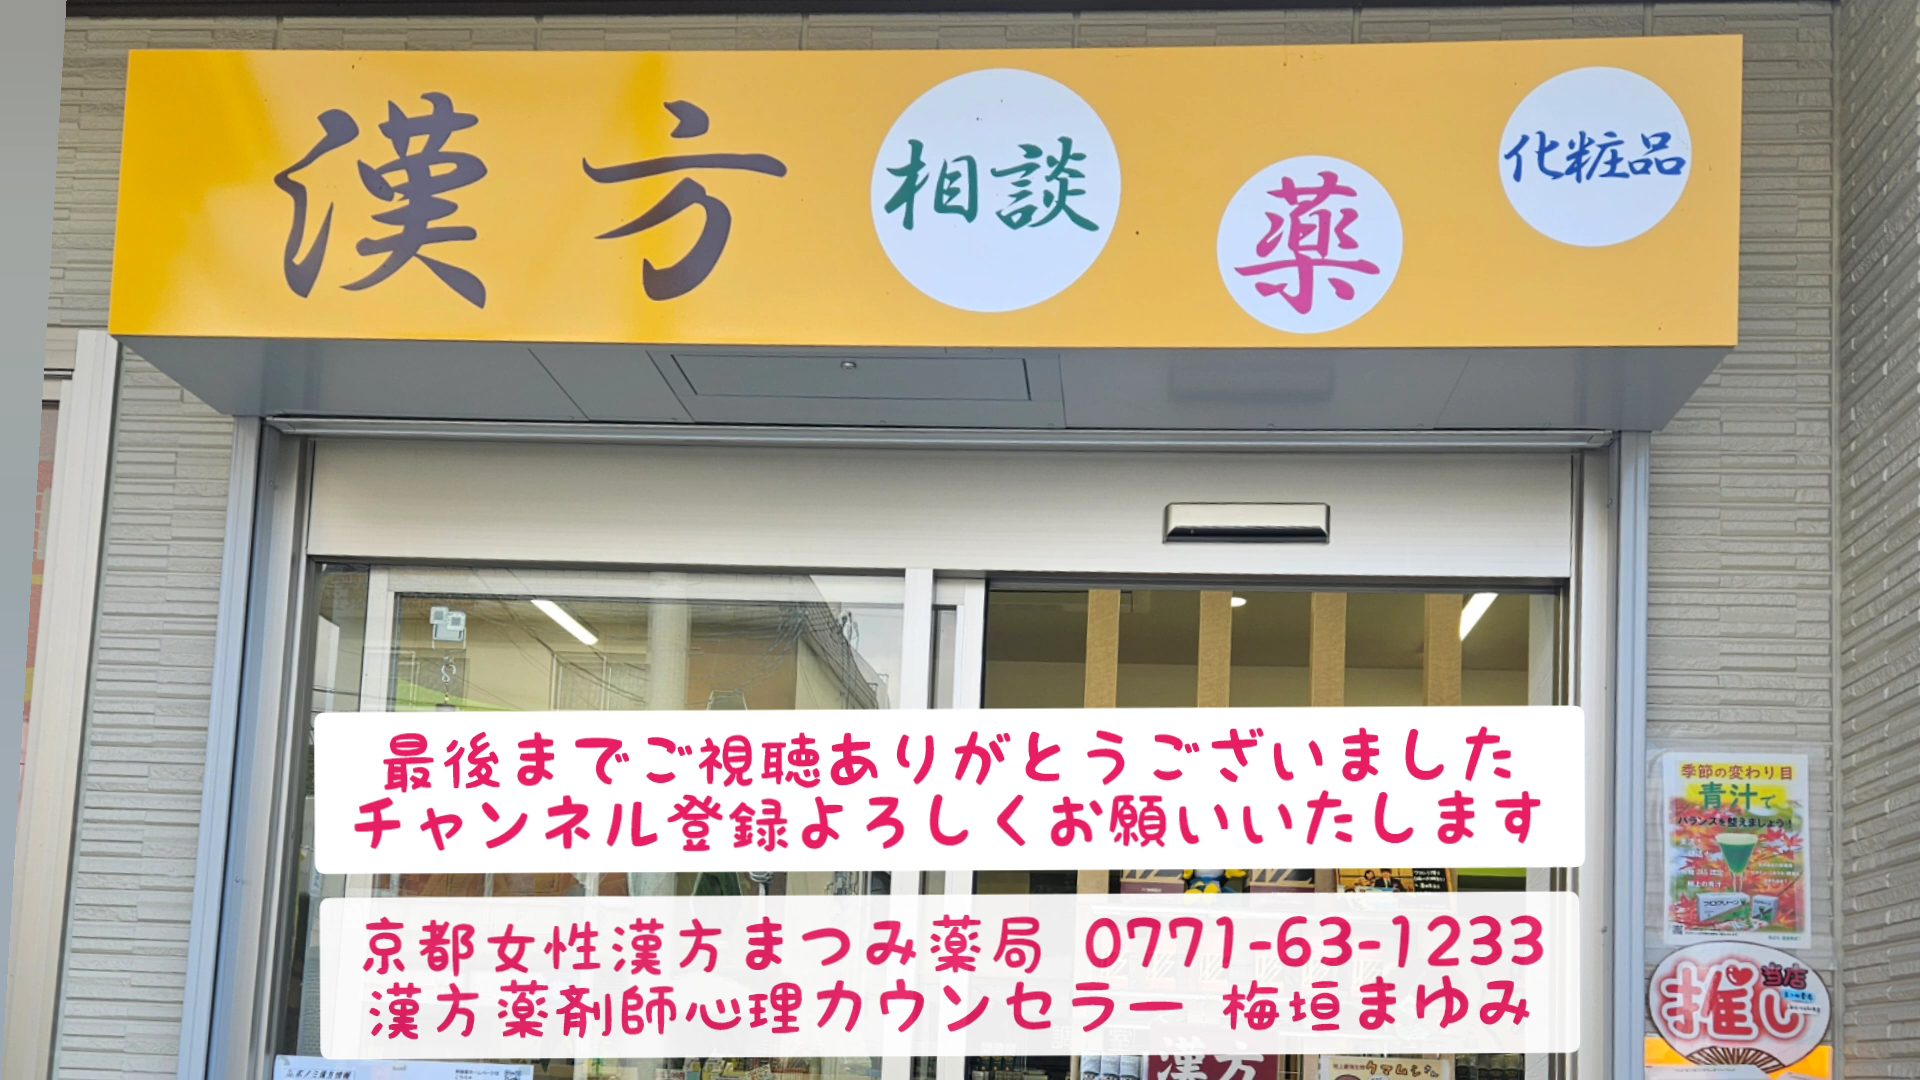 漢方
相談
薬
化粧品
最後までご視聴ありがとうございました
チャンネル登録よろしくお願いいたします
季節の変わり目
青汁で
バランスを整えましょう!
京都女性漢方まつみ薬局 0771-63-1233
漢方薬剤師心理カウンセラー 梅垣まゆみ
当店
推し
漢方